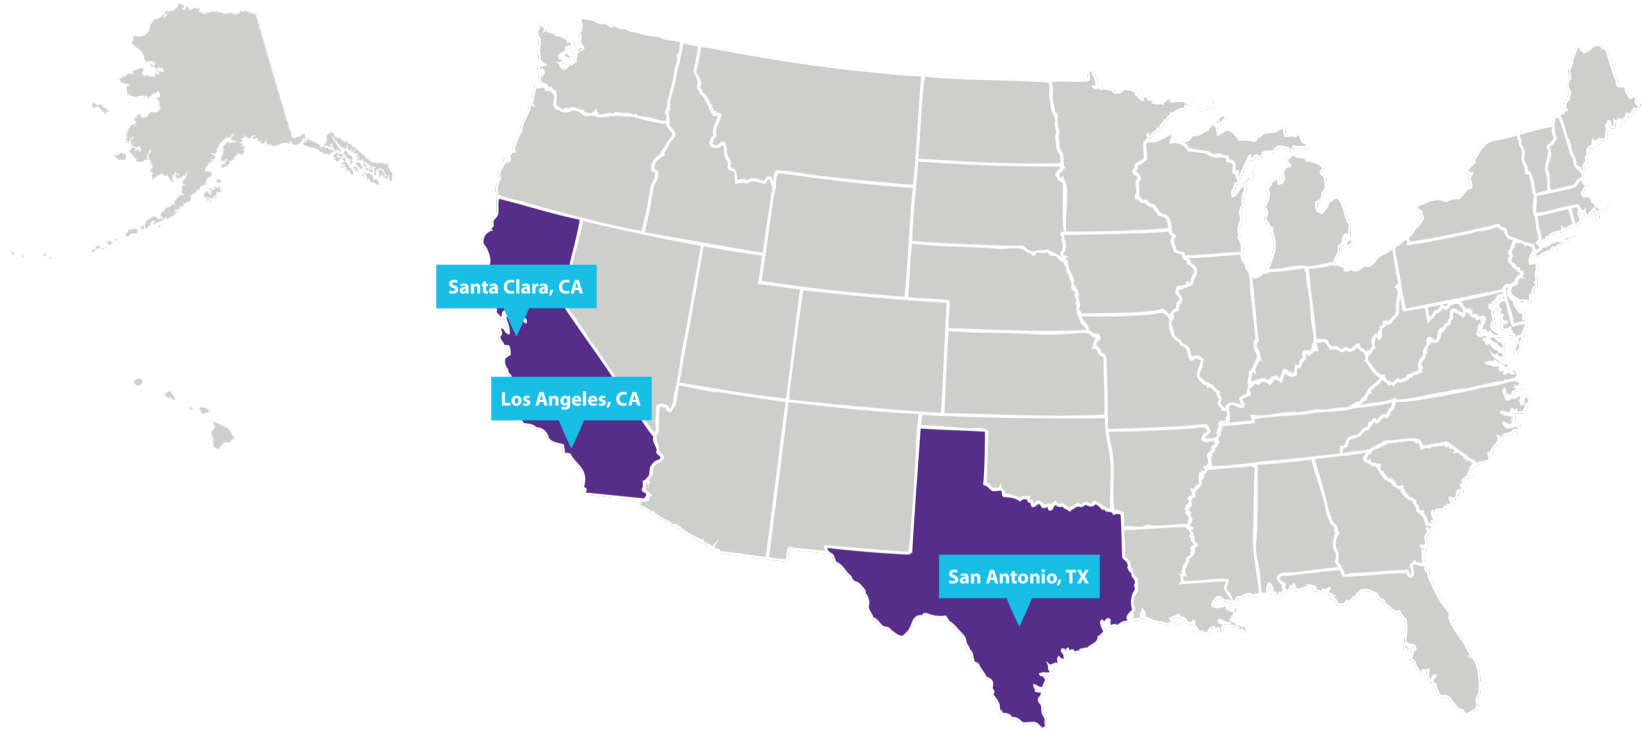 Santa Clara, CA
Los Angeles, CA
San Antonio, TX